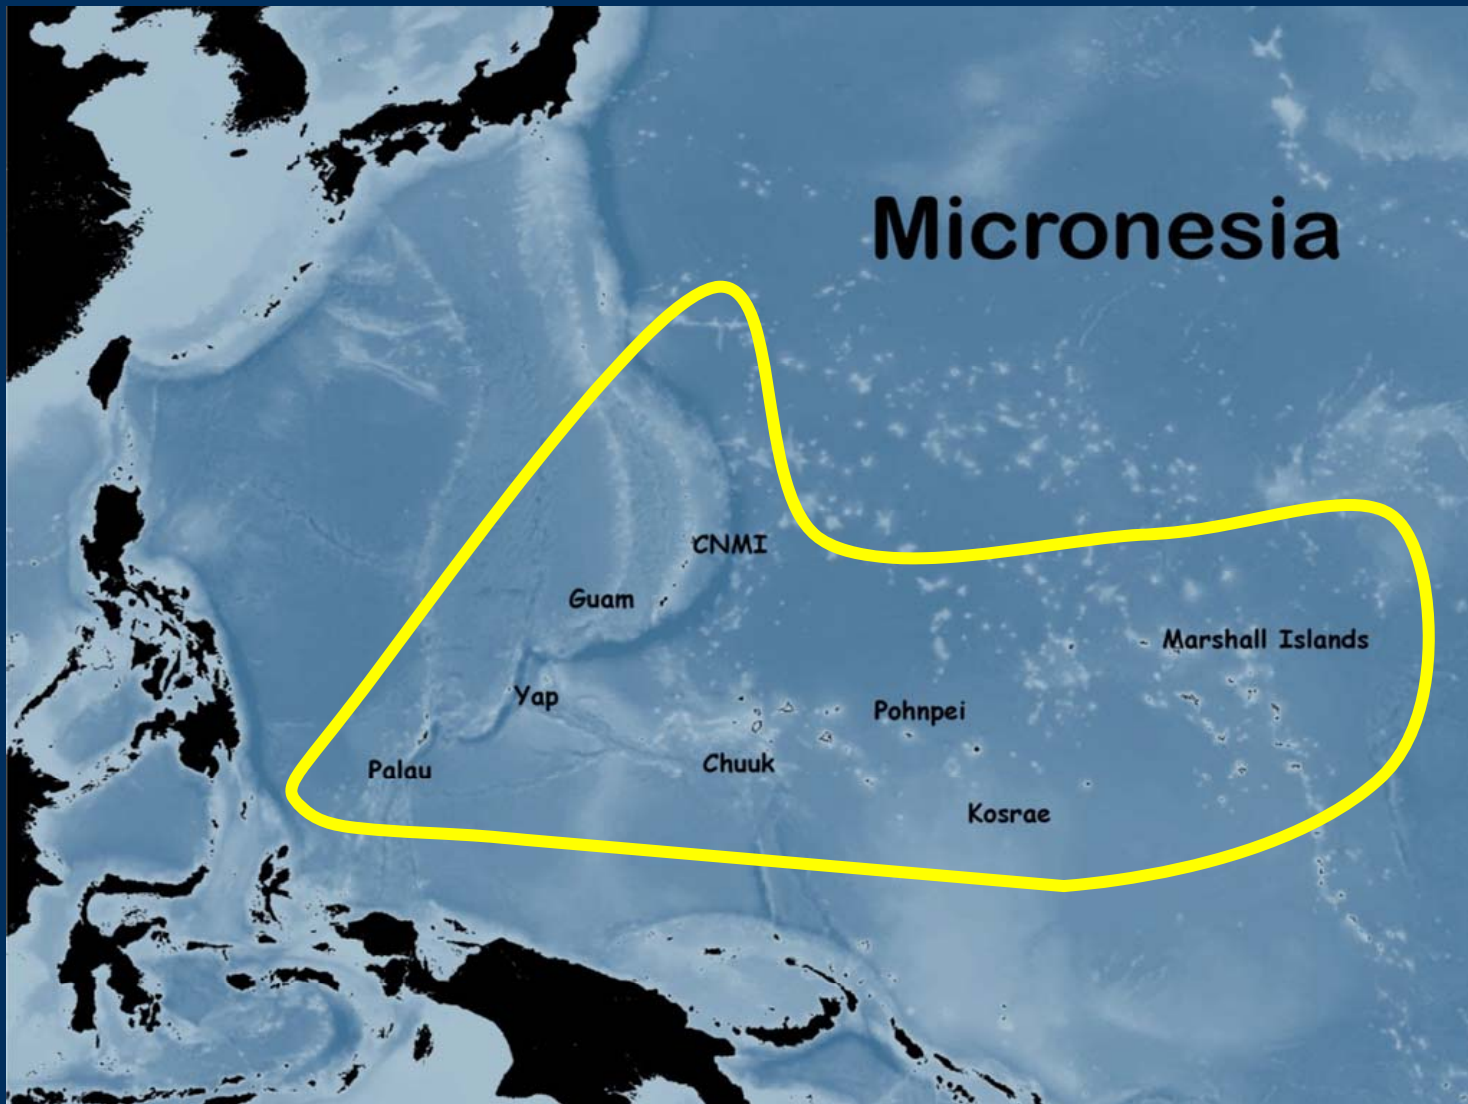 Micronesia
CNMI
Guam
Marshall Islands
Yap
Pohnpei
Chuuk
Palau
Kosrae